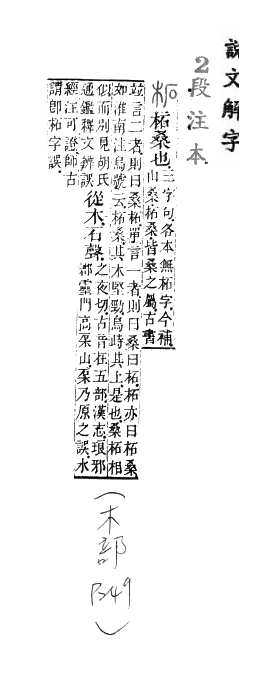 說文解字
2段注本
柘 柘桑也.三字句各本無柘字.今補.
山桑柘桑皆桑之屬.古書
竝言二者則曰桑柘.單言一者則曰桑曰柘.柘亦曰柘桑.
如淮南注烏號云.柘桑.其木堅勁.烏峙其上.是也.桑柘相
似而別.見胡氏
通鑑釋文辨誤.
從木.石聲.
之夜切.古音在五部.漢志.琅邪
郡靈門高㮚山.㮚乃原之誤.水
經注可證.師古
謂即柘字.誤.
(木部
B49)